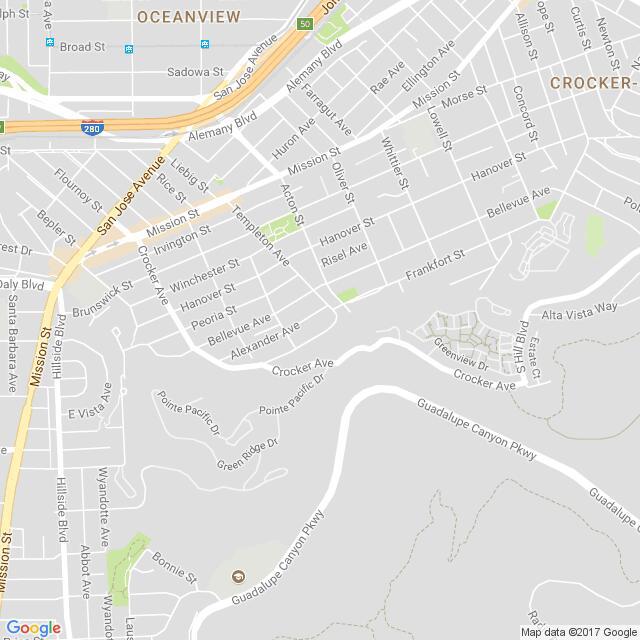 OCEANVIEW
50
Broad St
Sadowa St
San Jose Avenue
Alemany Blvd
Rae Ave
Ellington Ave
Mission St
Farragut Ave
Morse St
Lowell St
Allison St
Curtis St
Newton St
CROCKER-
Concord St
280
Alemany Blvd
Huron Ave
Mission St
Whittier St
Oliver St
Hanover St
Bellevue Ave
Liebig St
Rice St
Flournoy St
San Jose Avenue
Bepler St
Mission St
Irvington St
Acton St
Templeton Ave
Hanover St
Risel Ave
Frankfort St
Winchester St
Crocker Ave
Daly Blvd
Brunswick St
Hanover St
Peoria St
Bellevue Ave
Alexander Ave
Alta Vista Way
S Hill Blvd
Estate Ct
Greenview Dr
Crocker Ave
Crocker Ave
Santa Barbara Ave
Mission St
Hillside Blvd
E Vista Ave
Pointe Pacific Dr
Pointe Pacific Dr
Green Ridge Dr
Guadalupe Canyon Pkwy
Guadalupe Canyon
Wyandotte Ave
Hillside Blvd
Abbot Ave
Mission St
Bonnie St
Guadalupe Canyon Pkwy
Google
Map data ©2017 Google